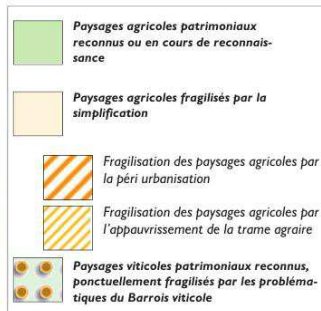 Paysages agricoles patrimoniaux
reconnus ou en cours de reconnais-
sance
Paysages agricoles fragilisés par la
simplification
Fragilisation des paysages agricoles par
la péri urbanisation
Fragilisation des paysages agricoles par
l'appauvrissement de la trame agraire
Paysages viticoles patrimoniaux reconnus,
ponctuellement fragilisés par les probléma-
tiques du Barrois viticole